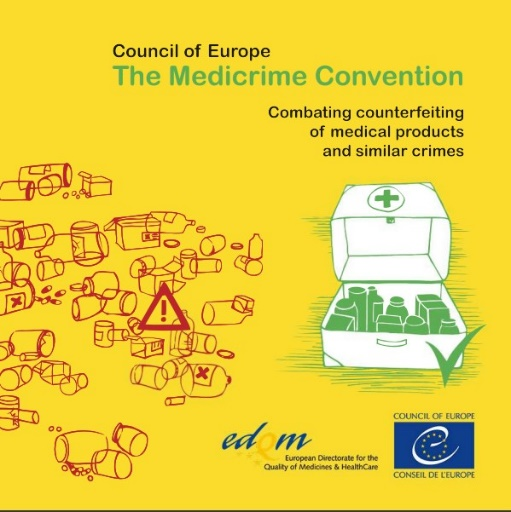 Council of Europe
The Medicrime Convention
Combating counterfeiting
of medical products
and similar crimes
edqm
European Directorate for the
Quality of Medicines & HealthCare
COUNCIL OF EUROPE
CONSEIL DE L'EUROPE